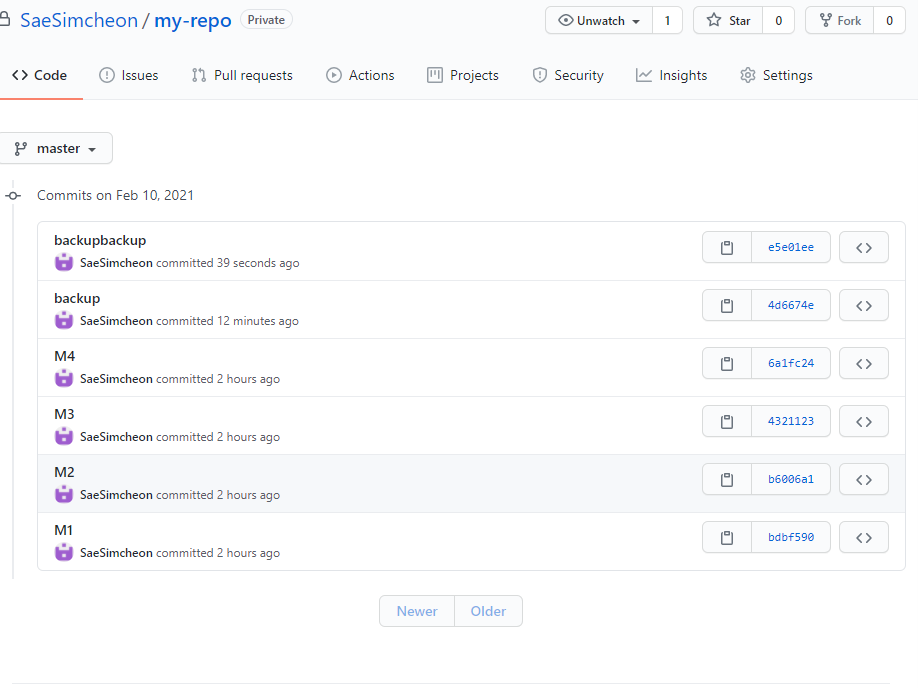 SaeSimcheon / my-repo Private Unwatch 1 Star 0 Fork 0
Code Issues Pull requests Actions Projects Security Insights Settings
master
Commits on Feb 10, 2021
backupbackup
SaeSimcheon committed 39 seconds ago e5e01ee
backup
SaeSimcheon committed 12 minutes ago 4d6674e
M4
SaeSimcheon committed 2 hours ago 6a1fc24
M3
SaeSimcheon committed 2 hours ago 4321123
M2
SaeSimcheon committed 2 hours ago b6006a1
M1
SaeSimcheon committed 2 hours ago bdbf590
Newer Older